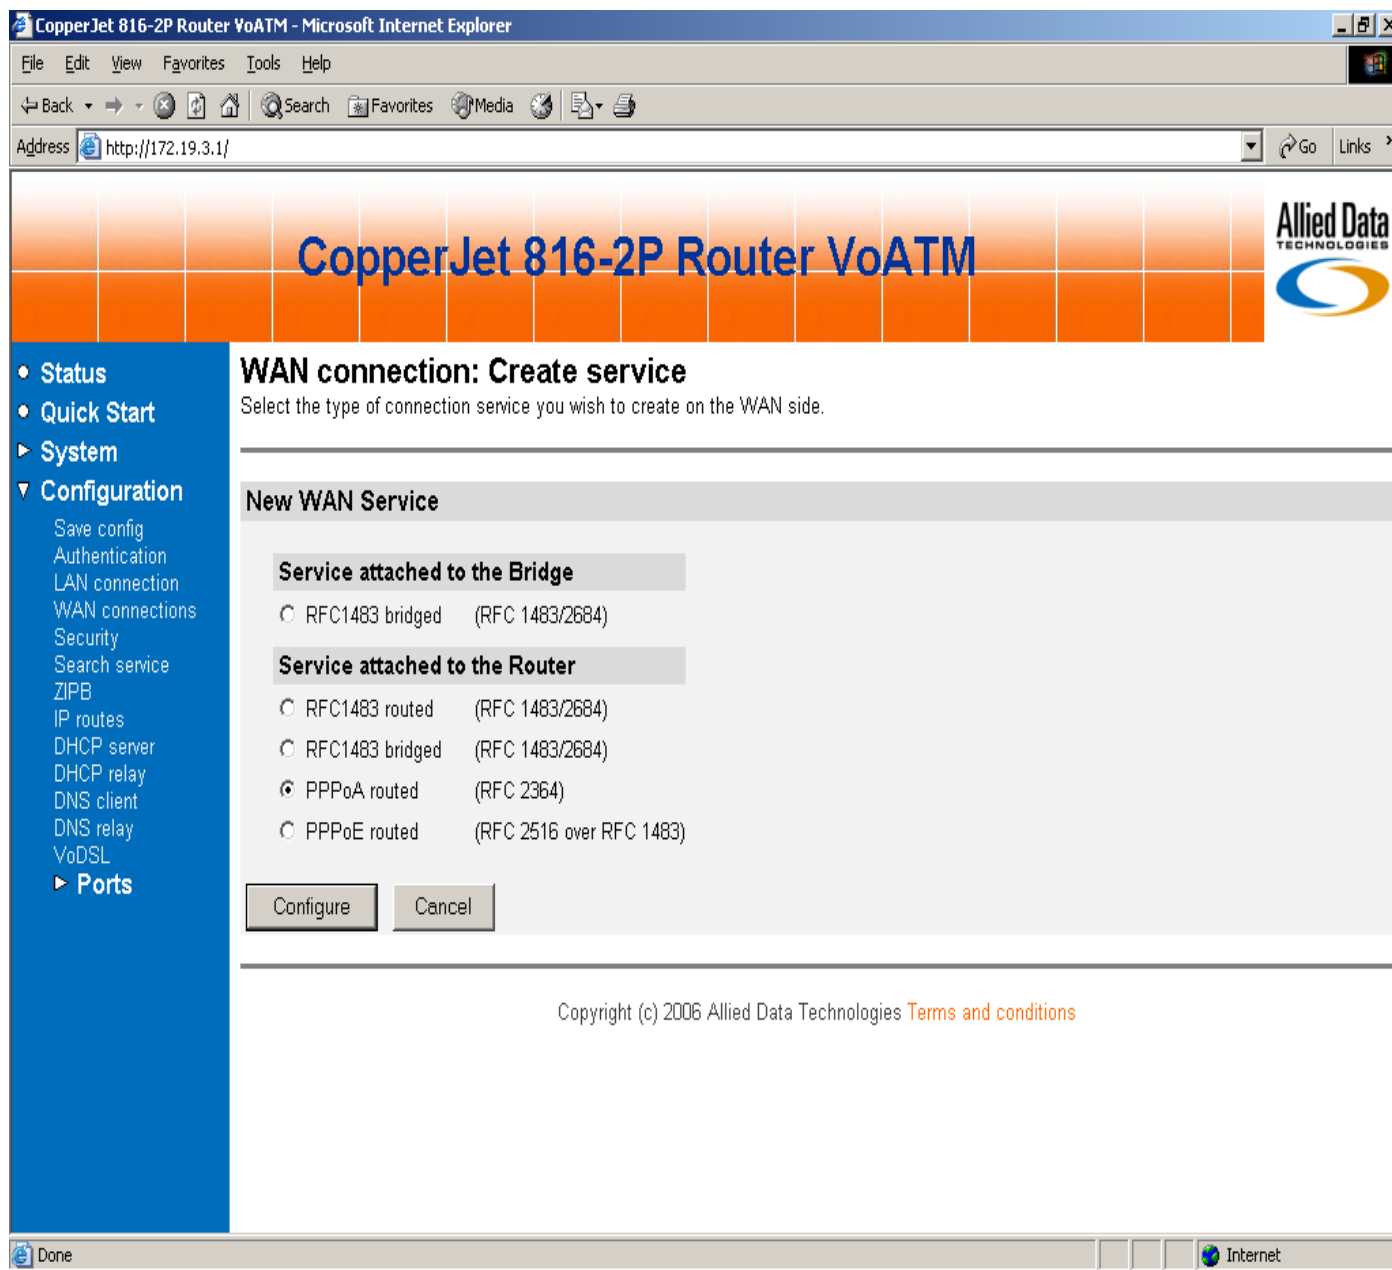 CopperJet 816-2P Router VoATM - Microsoft Internet Explorer
File Edit View Favorites Tools Help
Back Search Favorites Media
Address http://172.19.3.1/ Go Links
CopperJet 816-2P Router VoATM
Allied Data
TECHNOLOGIES
Status
Quick Start
System
Configuration
Save config
Authentication
LAN connection
WAN connections
Security
Search service
ZIPB
IP routes
DHCP server
DHCP relay
DNS client
DNS relay
VoDSL
Ports
WAN connection: Create service
Select the type of connection service you wish to create on the WAN side.
New WAN Service
Service attached to the Bridge
RFC1483 bridged (RFC 1483/2684)
Service attached to the Router
RFC1483 routed (RFC 1483/2684)
RFC1483 bridged (RFC 1483/2684)
PPPoA routed (RFC 2364)
PPPoE routed (RFC 2516 over RFC 1483)
Configure Cancel
Copyright (c) 2006 Allied Data Technologies Terms and conditions
Done Internet